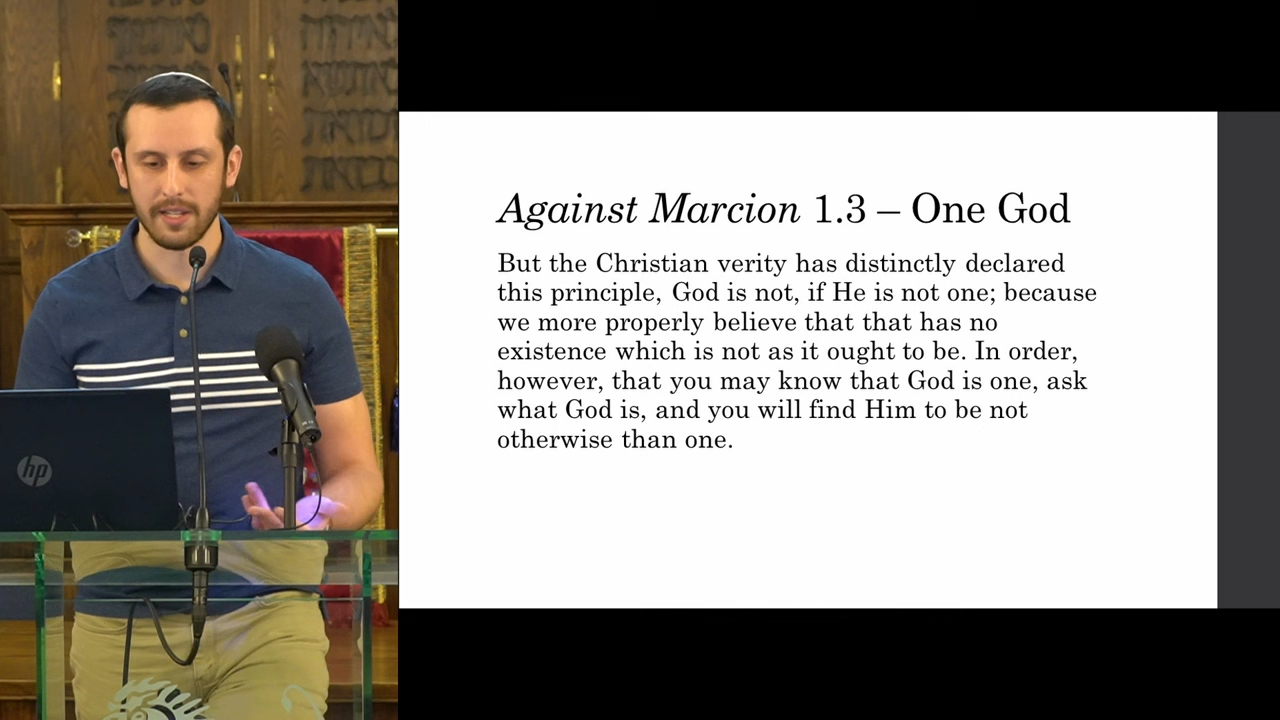 Against Marcion 1.3 – One God
But the Christian verity has distinctly declared
this principle, God is not, if He is not one; because
we more properly believe that that has no
existence which is not as it ought to be. In order,
however, that you may know that God is one, ask
what God is, and you will find Him to be not
otherwise than one.
hp